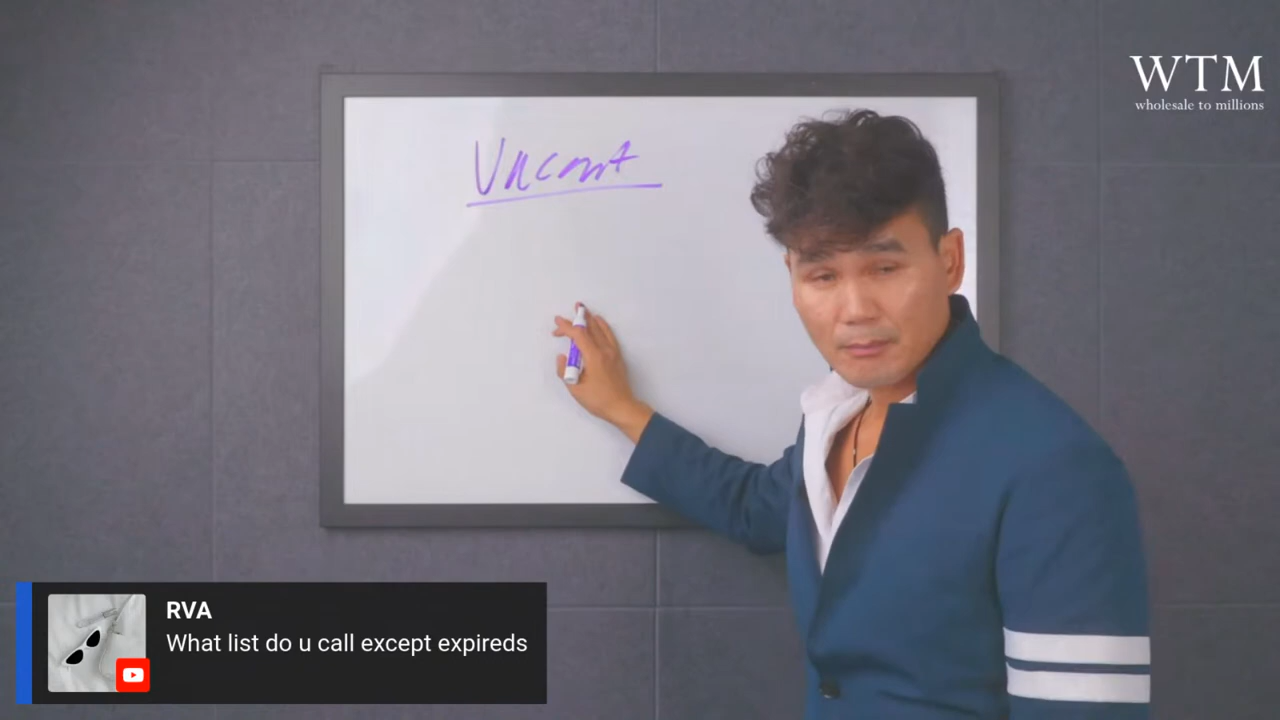 WTM
wholesale to millions
Vacant
RVA
What list do u call except expireds